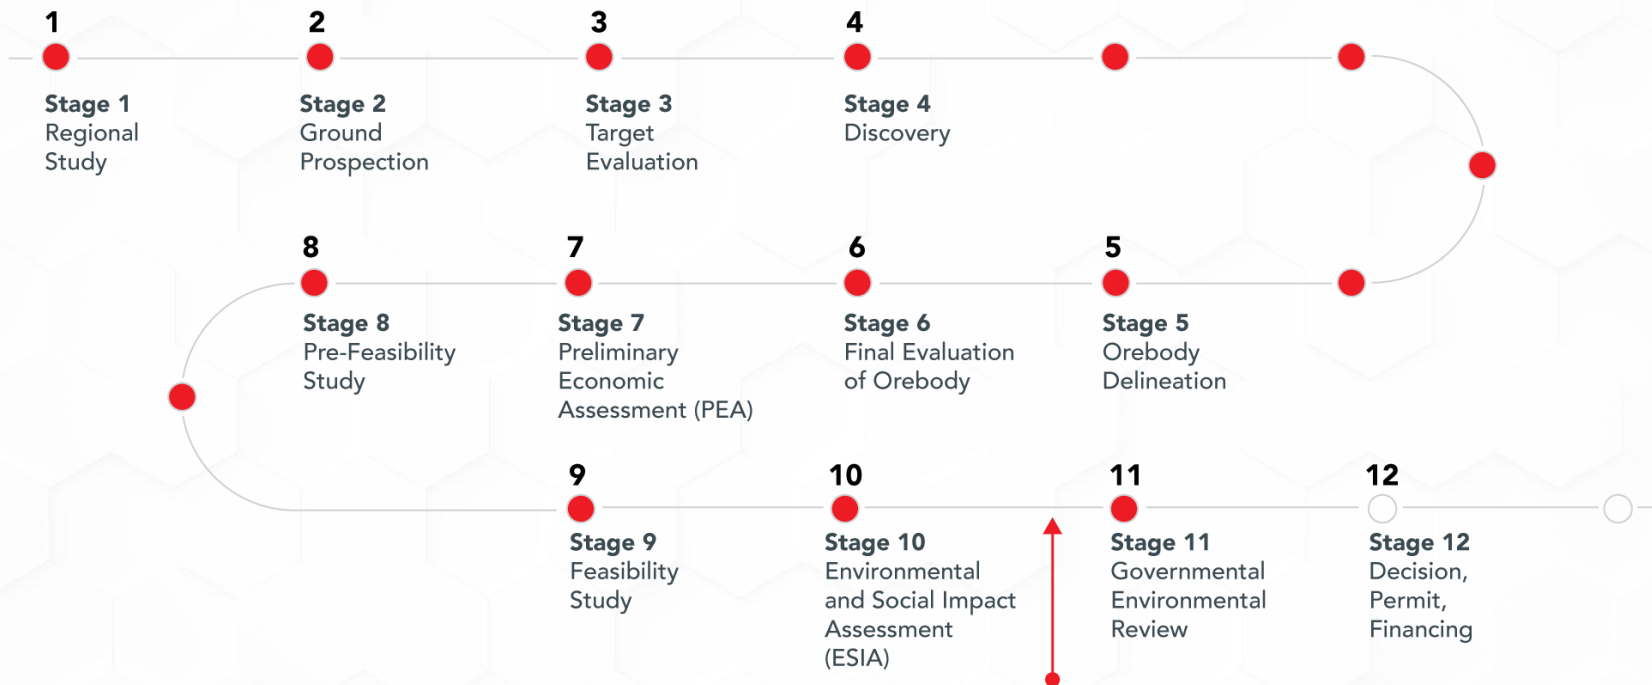 1
2
3
4
Stage 1
Regional
Study
Stage 2
Ground
Prospection
Stage 3
Target
Evaluation
Stage 4
Discovery
8
7
6
5
Stage 8
Pre-Feasibility
Study
Stage 7
Preliminary
Economic
Assessment (PEA)
Stage 6
Final Evaluation
of Orebody
Stage 5
Orebody
Delineation
9
10
11
12
Stage 9
Feasibility
Study
Stage 10
Environmental
and Social Impact
Assessment
(ESIA)
Stage 11
Governmental
Environmental
Review
Stage 12
Decision,
Permit,
Financing